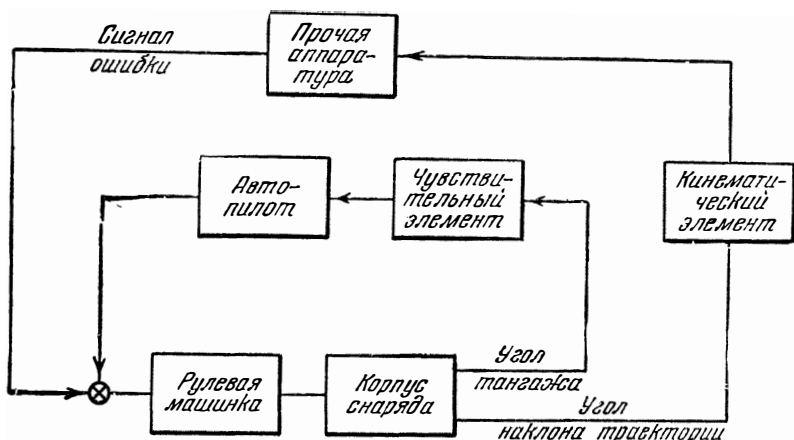 Сигнал
ошибки
Прочая
аппара-
тура
Авто-
пилот
Чувстви-
тельный
элемент
Кинемати-
ческий
элемент
Рулевая
машинка
Корпус
снаряда
Угол
тангажа
Угол
наклона траектории